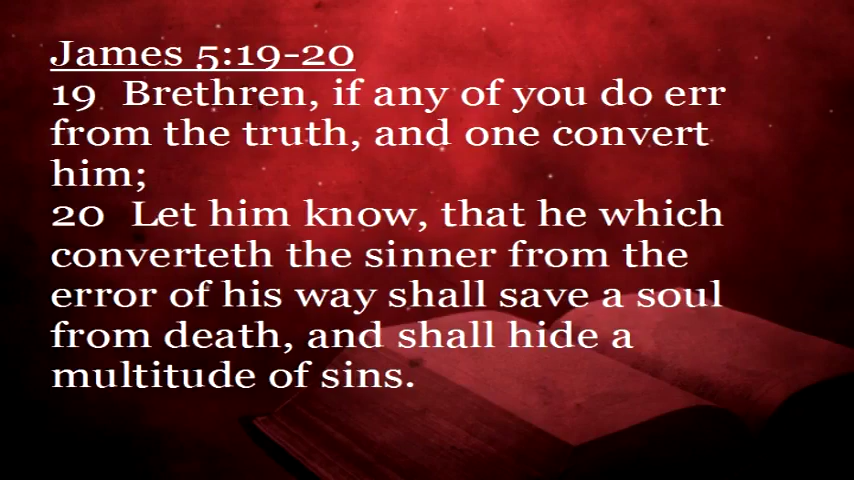 James 5:19-20
19 Brethren, if any of you do err
from the truth, and one convert
him;
20 Let him know, that he which
converteth the sinner from the
error of his way shall save a soul
from death, and shall hide a
multitude of sins.